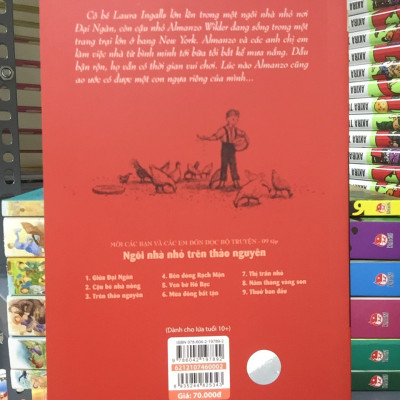 Cô bé Laura Ingalls lớn lên trong một ngôi nhà nhỏ nơi
Đại Ngàn, còn cậu nhỏ Almanzo Wilder đang sống trong một
trang trại lớn ở bang New York. Almanzo và các anh chị em
làm việc nhà từ bình minh tới bữa tối bất kể mưa nắng. Dầu
bận rộn, họ vẫn có thời gian vui chơi. Lúc nào Almanzo cũng
ao ước có được một con ngựa riêng của mình...
MỜI CÁC BẠN VÀ CÁC EM ĐÓN ĐỌC BỘ TRUYỆN - 09 tập
Ngôi nhà nhỏ trên thảo nguyên
1. Giữa Đại Ngàn
2. Cậu bé nhà nông
3. Trên thảo nguyên
4. Bên dòng Rạch Mận
5. Ven bờ Hồ Bạc
6. Mùa đông bất tận
7. Thị trấn nhỏ
8. Năm tháng vàng son
9. Thuở ban đầu
(Dành cho lứa tuổi 10+)
6212107460002
Giá: 70.000đ
AKIRA
AKIRA
AKIRA
AKIRA
9